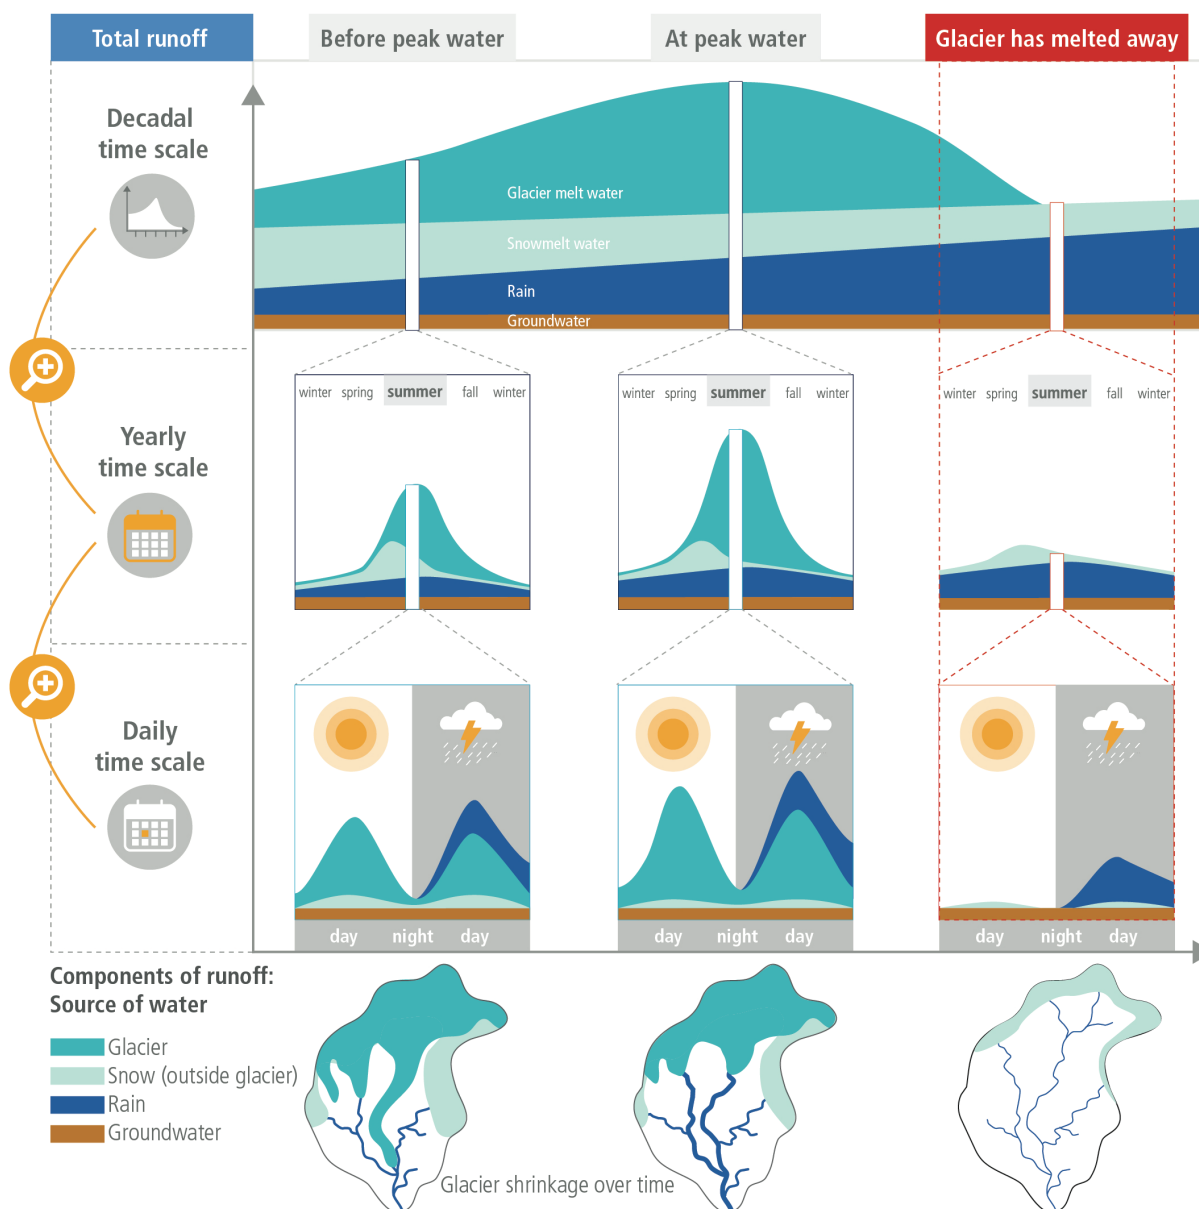 Total runoff
Before peak water
At peak water
Glacier has melted away
Decadal
time scale
Glacier melt water
Snowmelt water
Rain
Groundwater
Yearly
time scale
winter spring summer fall winter
winter spring summer fall winter
winter spring summer fall winter
Daily
time scale
day night day
day night day
day night day
Components of runoff:
Source of water
Glacier
Snow (outside glacier)
Rain
Groundwater
Glacier shrinkage over time